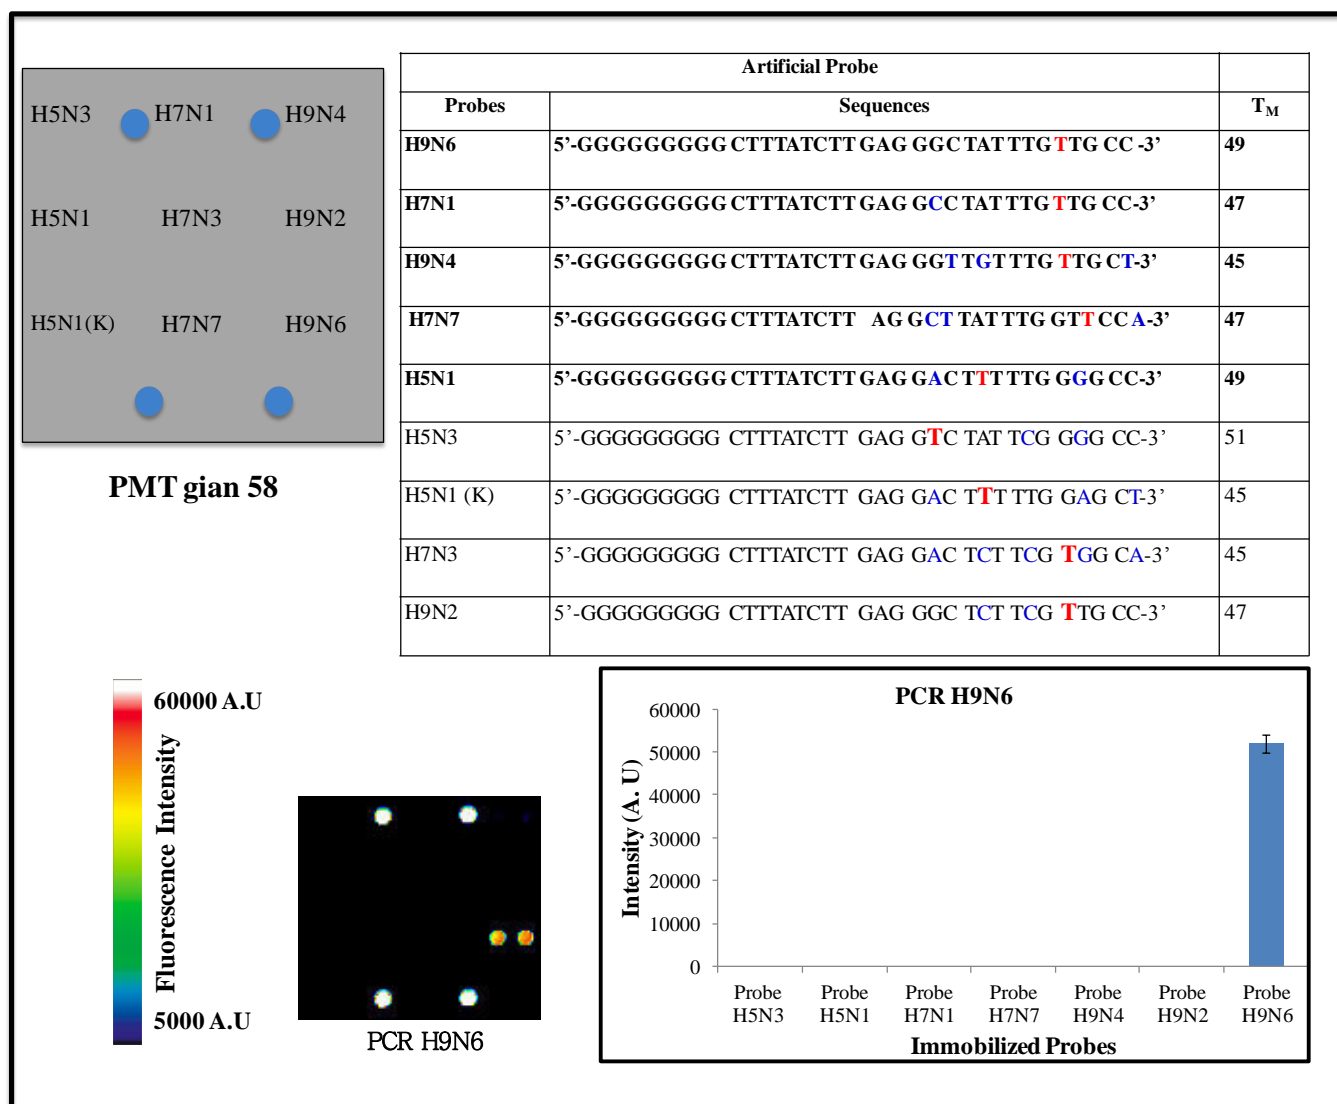 H5N3 H7N1 H9N4
H5N1 H7N3 H9N2
H5N1(K) H7N7 H9N6
PMT gian 58
Artificial Probe
Probes Sequences TM
H9N6 5’-GGGGGGGGG CTTTATCTT GAG GGCTAT TTG TTG CC -3’ 49
H7N1 5’-GGGGGGGGG CTTTATCTT GAG GCC TAT TTG TTG CC-3’ 47
H9N4 5’-GGGGGGGGG CTTTATCTT GAG GGT TGTTTG TTG CT-3’ 45
H7N7 5’-GGGGGGGGG CTTTATCTT AG GCT TAT TTG GTT CC A-3’ 47
H5N1 5’-GGGGGGGGG CTTTATCTT GAG GACT TT TTG GGG CC-3’ 49
H5N3 5’-GGGGGGGGG CTTTATCTT GAG GTC TAT TCG GGG CC-3’ 51
H5N1 (K) 5’-GGGGGGGGG CTTTATCTT GAG GACT TTT TTG GAG CT-3’ 45
H7N3 5’-GGGGGGGGG CTTTATCTT GAG GAC TCT TCG TGG CA-3’ 45
H9N2 5’-GGGGGGGGG CTTTATCTT GAG GGC TCT TCG TTG CC-3’ 47
60000 A.U
Fluorescence Intensity
5000 A.U
PCR H9N6
PCR H9N6
Intensity (A. U)
60000
50000
40000
30000
20000
10000
0
Probe Probe Probe Probe Probe Probe Probe
H5N3 H5N1 H7N1 H7N7 H9N4 H9N2 H9N6
Immobilized Probes